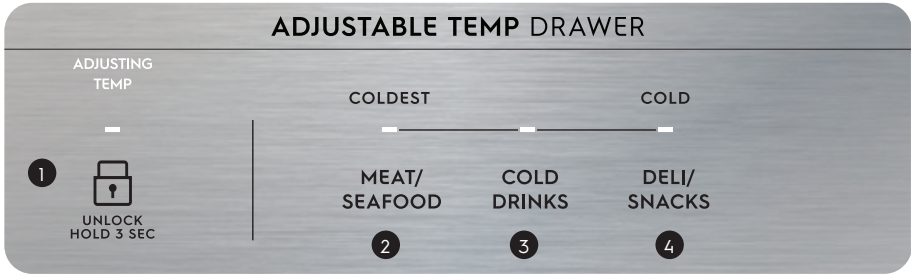 ADJUSTABLE TEMP DRAWER
ADJUSTING
TEMP
COLDEST
COLD
1
UNLOCK
HOLD 3 SEC
MEAT/
SEAFOOD
COLD
DRINKS
DELI/
SNACKS
2
3
4